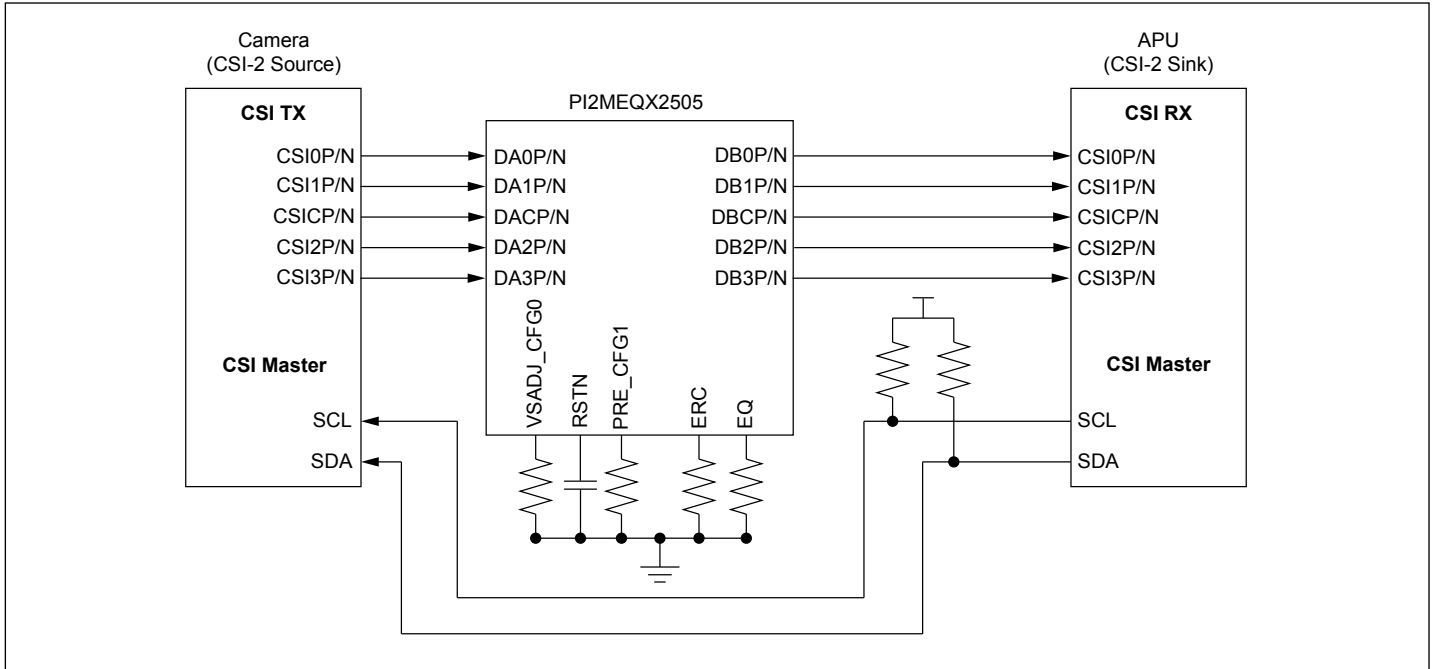 Camera
(CSI-2 Source)
CSI TX
CSI0P/N
CSI1P/N
CSICP/N
CSI2P/N
CSI3P/N
CSI Master
SCL
SDA
PI2MEQX2505
DA0P/N
DA1P/N
DACP/N
DA2P/N
DA3P/N
DB0P/N
DB1P/N
DBCP/N
DB2P/N
DB3P/N
VSADJ_CFG0
RSTN
PRE_CFG1
ERC
EQ
APU
(CSI-2 Sink)
CSI RX
CSI0P/N
CSI1P/N
CSICP/N
CSI2P/N
CSI3P/N
CSI Master
SCL
SDA